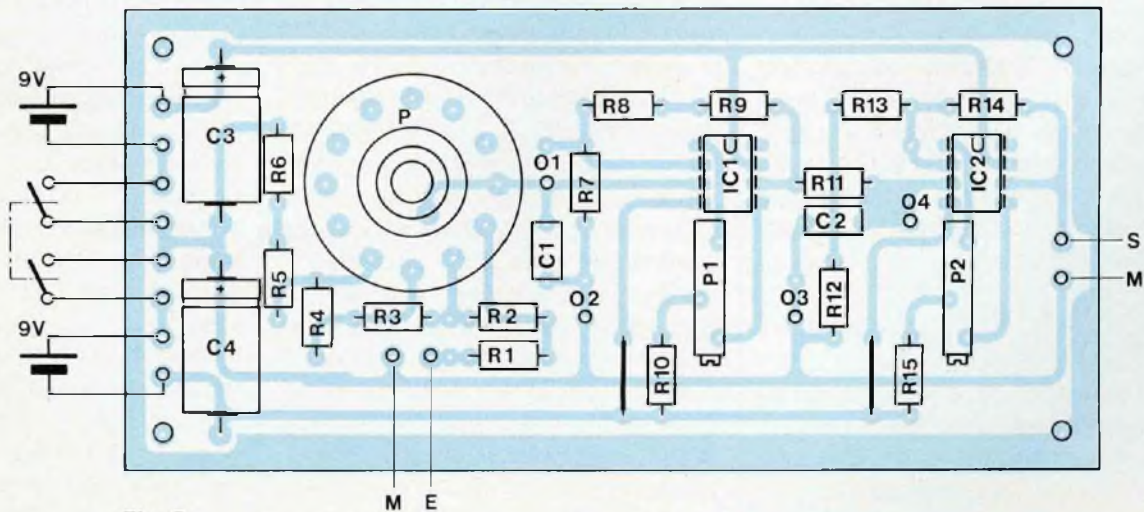 9V
C3
+
R6
P
O1
R8
R9
R13
R14
R7
IC1
R11
IC2
C2
O4
R5
C1
P1
P2
S
M
+
R4
R3
R2
O2
O3
R12
C4
R1
R10
R15
9V
M E